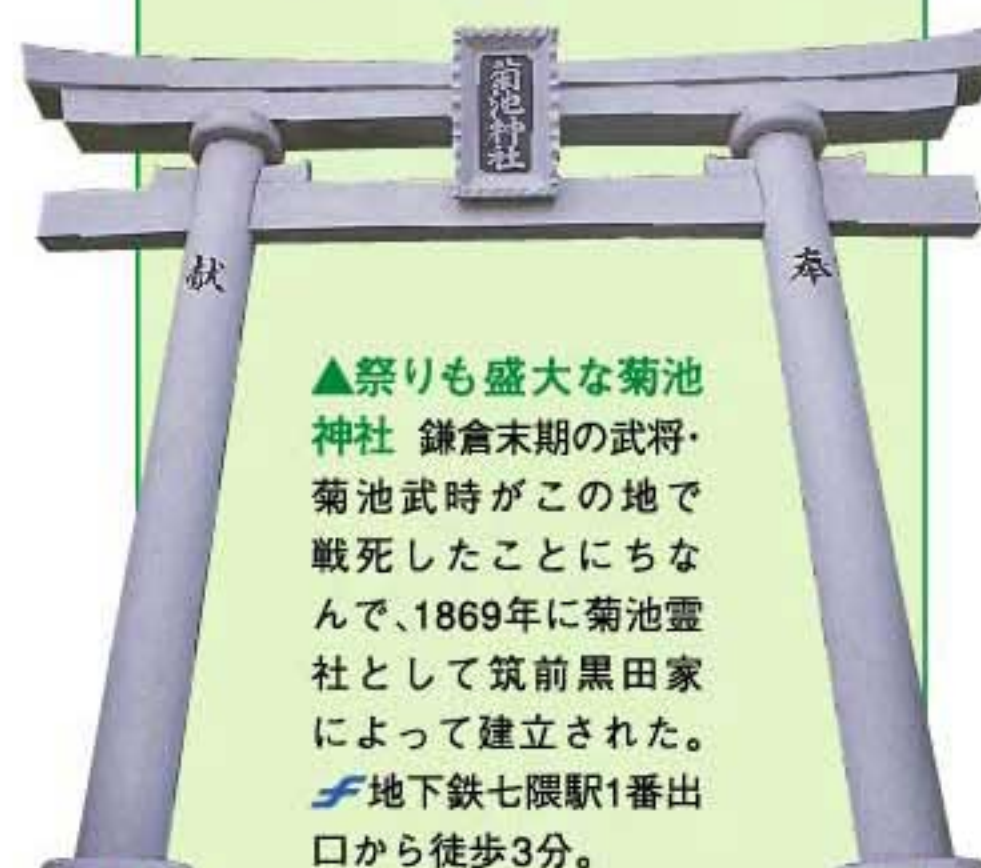 菊池神社
奉
献
▲祭りも盛大な菊池
神社 鎌倉末期の武将・
菊池武時がこの地で
戦死したことにちな
んで、1869年に菊池霊
社として筑前黒田家
によって建立された。
地下鉄七隈駅1番出
口から徒歩3分。